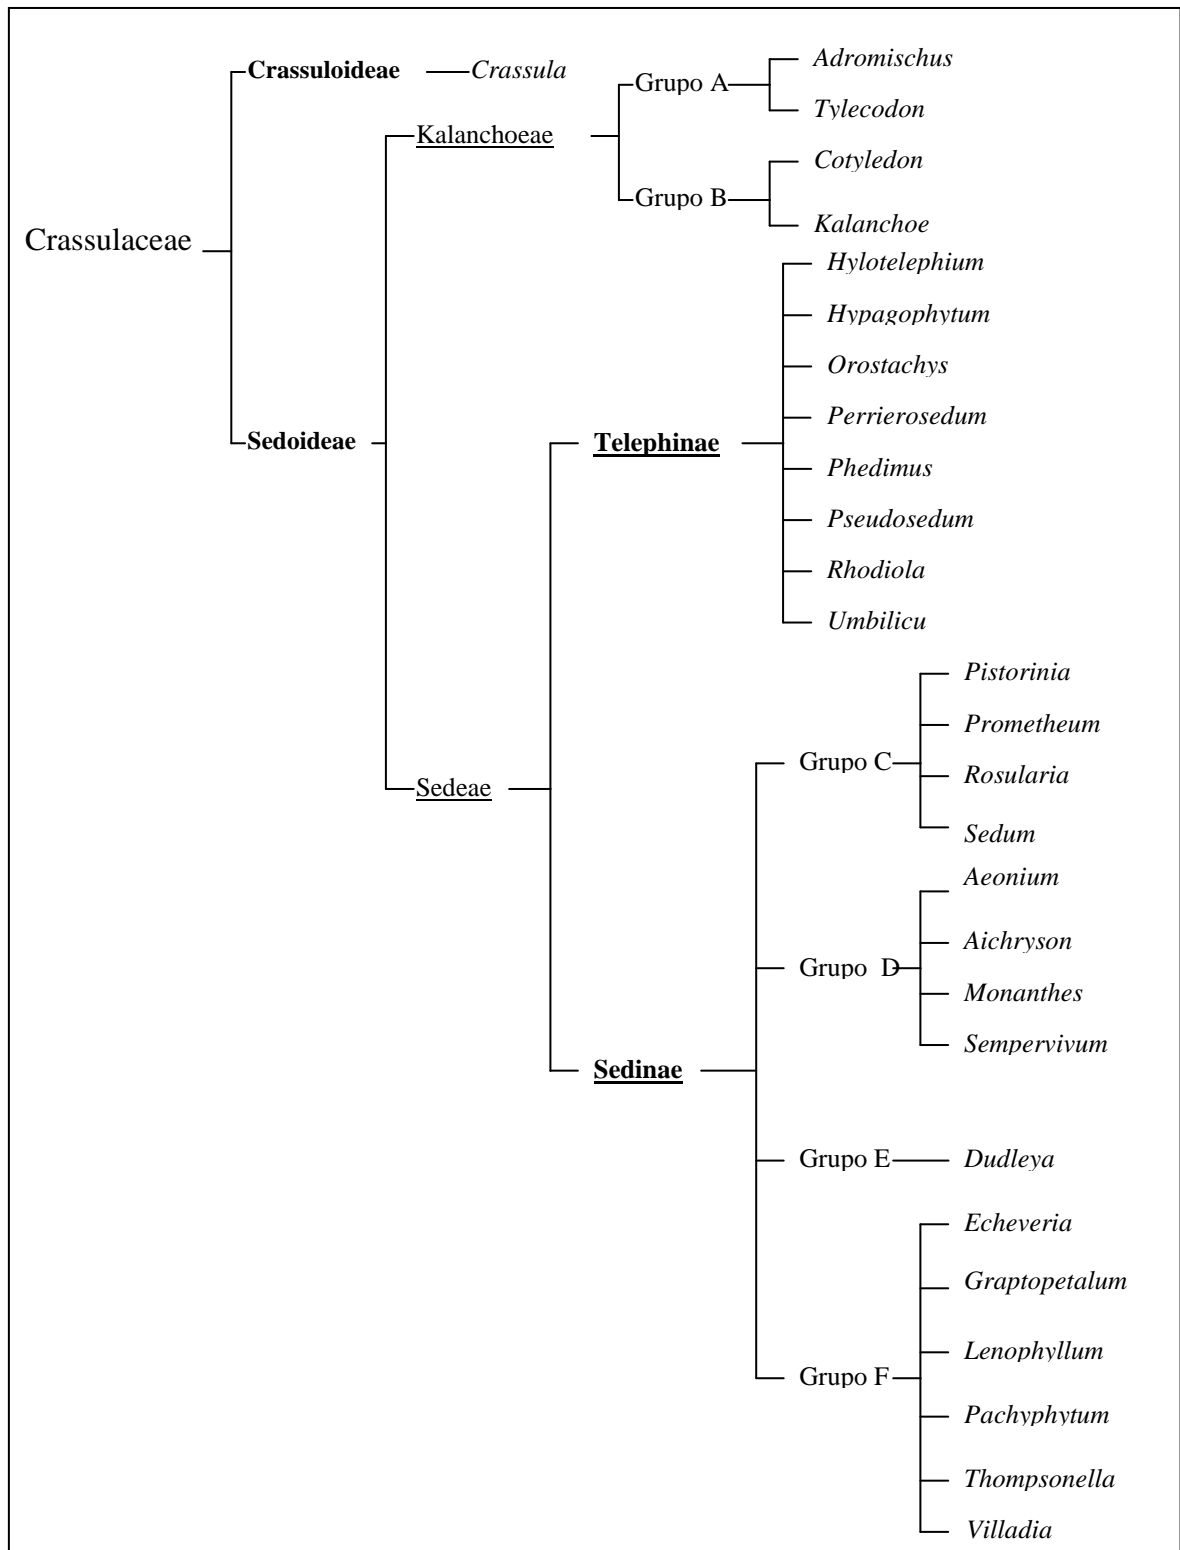 Adromischus
Crassuloideae Crassula
Grupo A
Tylecodon
Kalanchoeae
Cotyledon
Grupo B
Kalanchoe
Crassulaceae
Hylotelephium
Hypagophytum
Orostachys
Perrierosedum
Sedoideae
Telephinae
Phedimus
Pseudosedum
Rhodiola
Umbilicu
Pistorinia
Prometheum
Grupo C
Rosularia
Sedeae
Sedum
Aeonium
Aichryson
Grupo D
Monanthes
Sempervivum
Sedinae
Grupo E
Dudleya
Echeveria
Graptopetalum
Lenophyllum
Grupo F
Pachyphytum
Thompsonella
Villadia